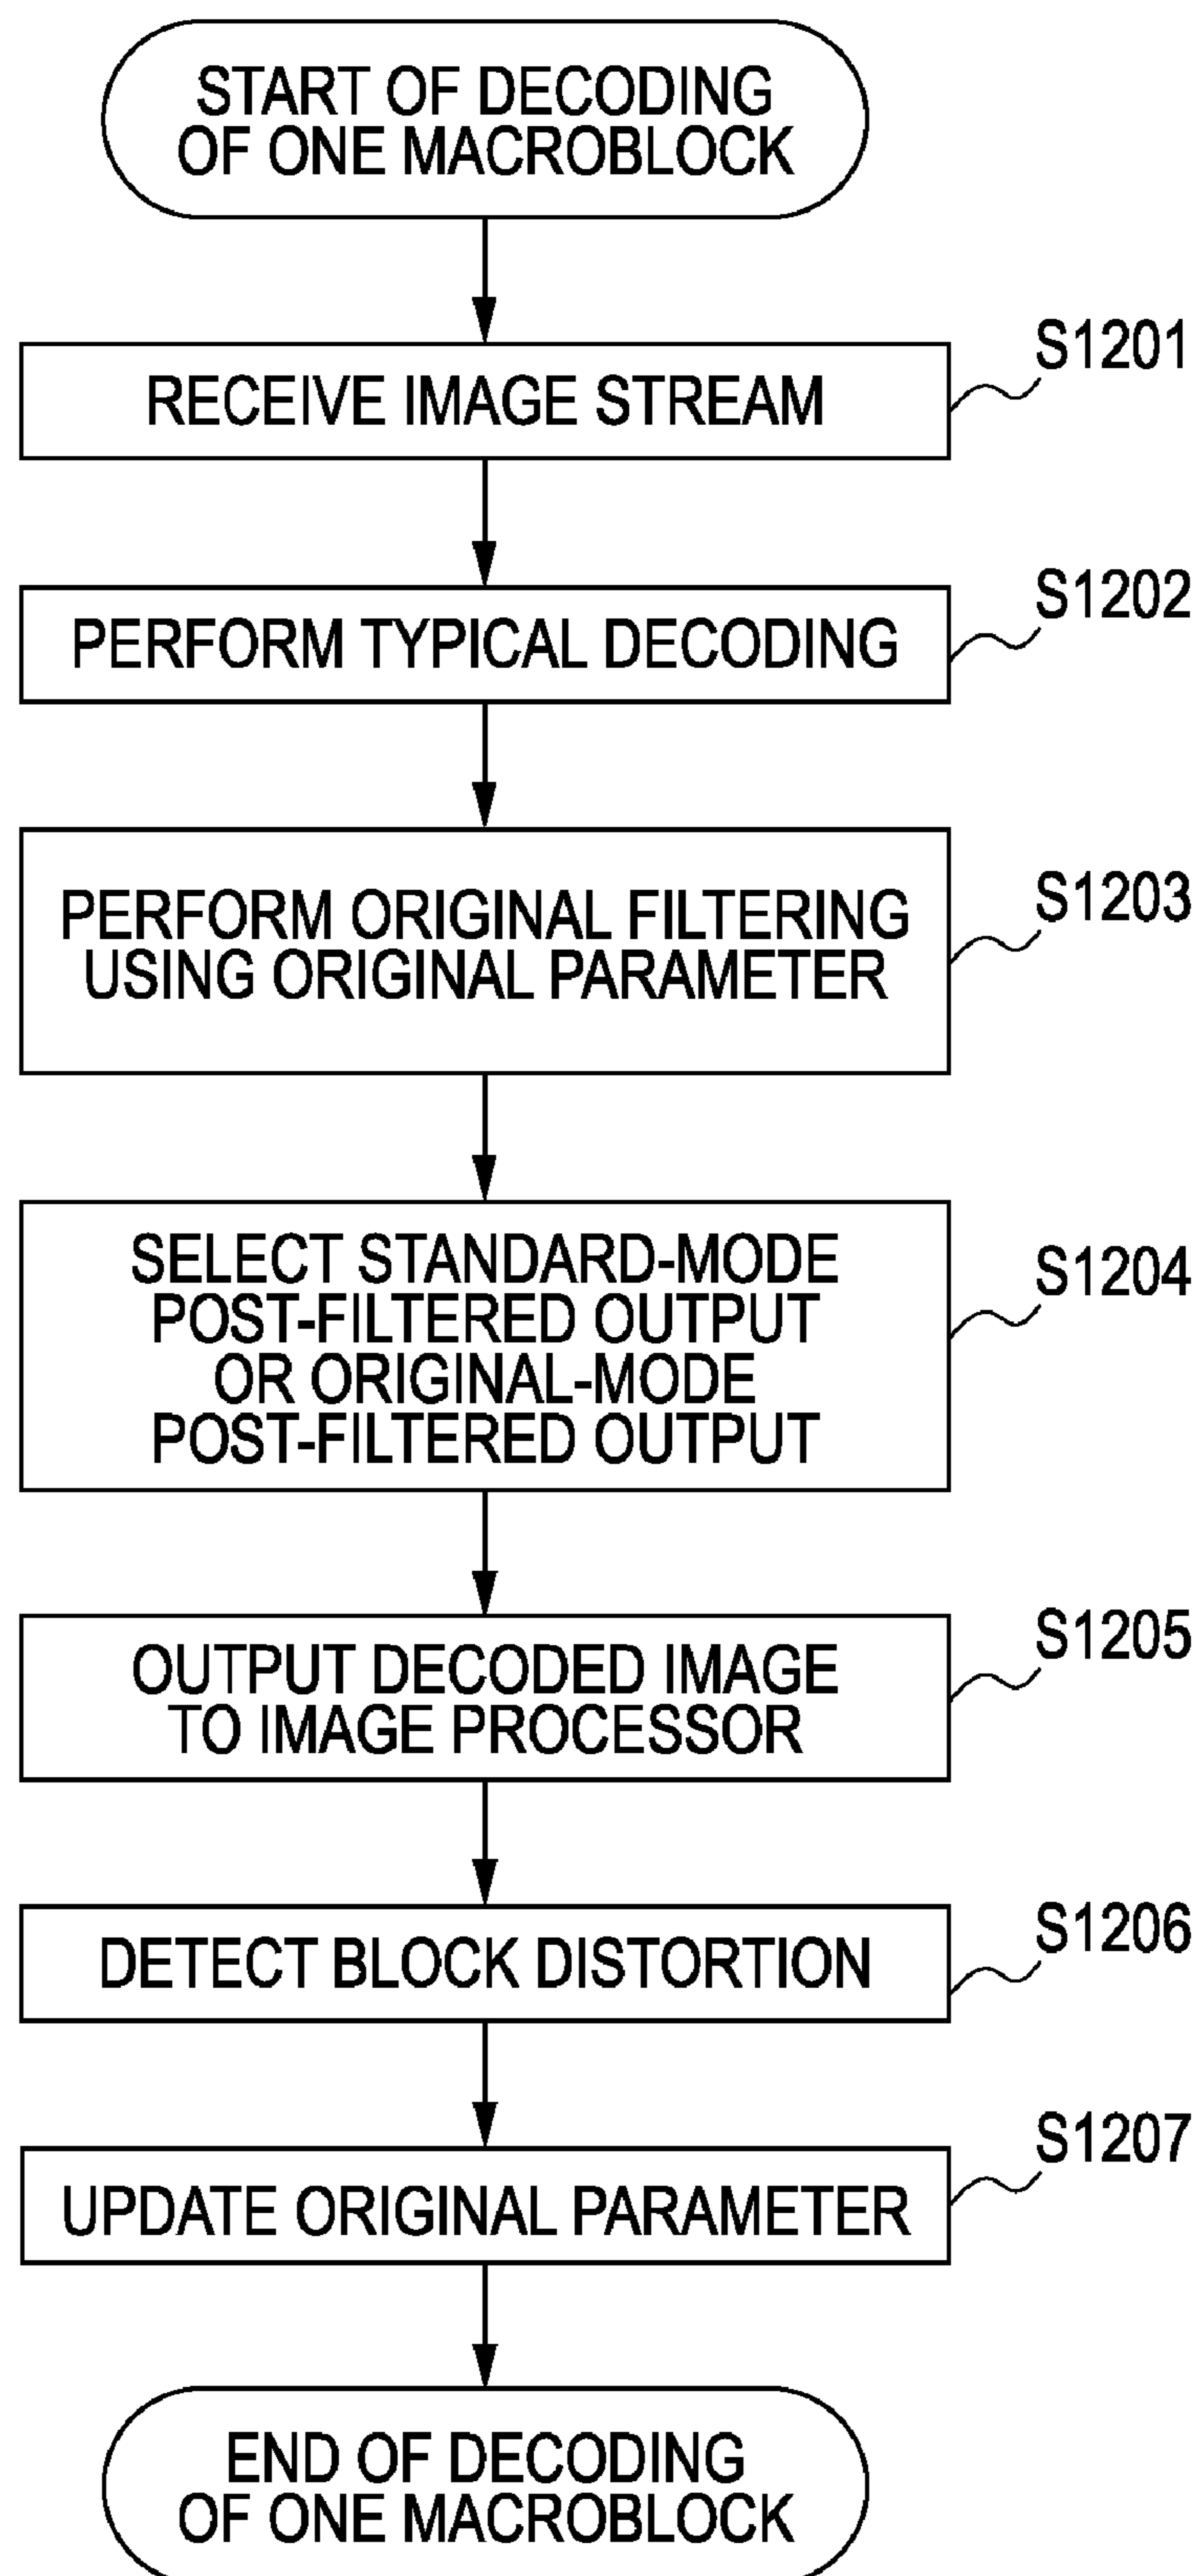 START OF DECODING
OF ONE MACROBLOCK
S1201
RECEIVE IMAGE STREAM
S1202
PERFORM TYPICAL DECODING
S1203
PERFORM ORIGINAL FILTERING
USING ORIGINAL PARAMETER
S1204
SELECT STANDARD-MODE
POST-FILTERED OUTPUT
OR ORIGINAL-MODE
POST-FILTERED OUTPUT
S1205
OUTPUT DECODED IMAGE
TO IMAGE PROCESSOR
S1206
DETECT BLOCK DISTORTION
S1207
UPDATE ORIGINAL PARAMETER
END OF DECODING
OF ONE MACROBLOCK